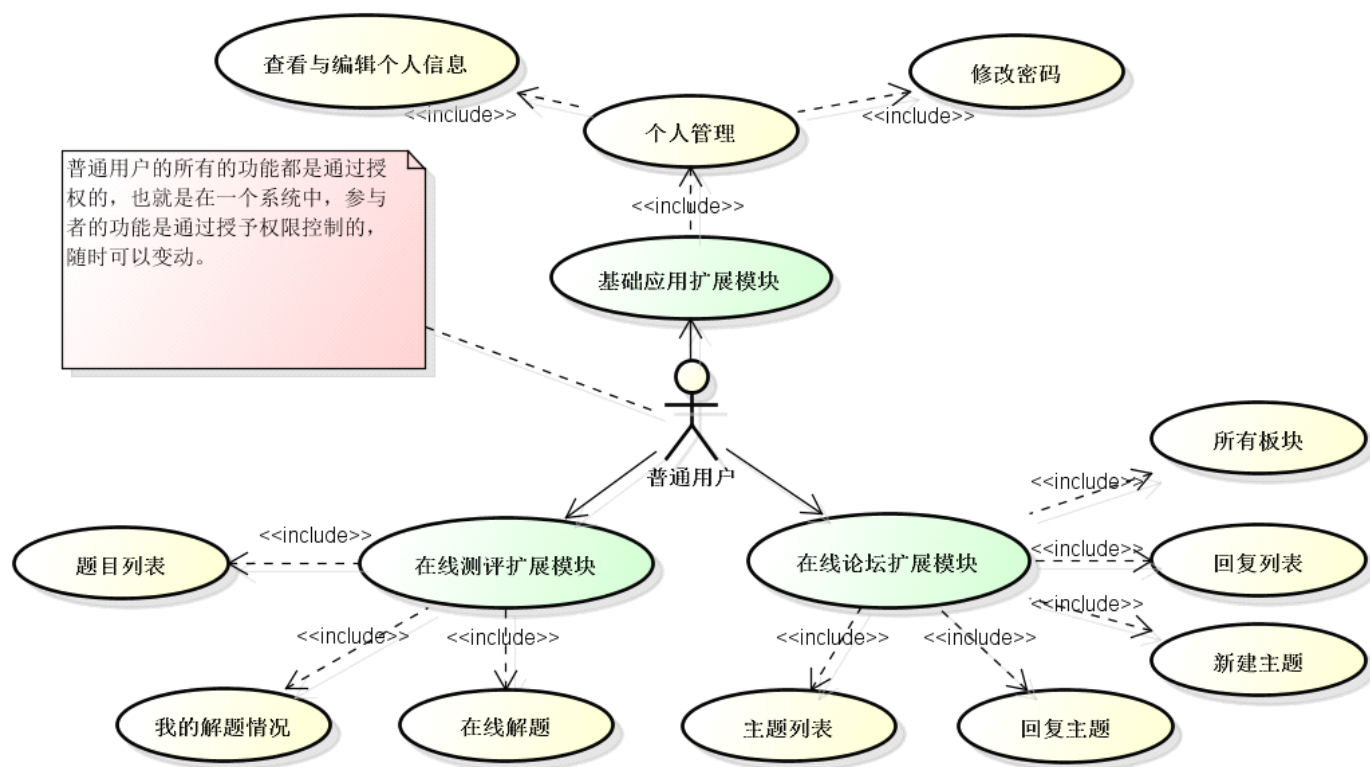 查看与编辑个人信息
修改密码
<<include>>
<<include>>
个人管理
普通用户的所有的功能都是通过授
权的，也就是在一个系统中，参与
者的功能是通过授予权限控制的，
随时可以变动。
<<include>>
基础应用扩展模块
普通用户
所有板块
<<include>>
<<include>>
题目列表
在线测评扩展模块
在线论坛扩展模块
<<include>>
回复列表
<<include>>
<<include>>
<<include>>
<<include>>
<<include>>
新建主题
我的解题情况
在线解题
主题列表
回复主题